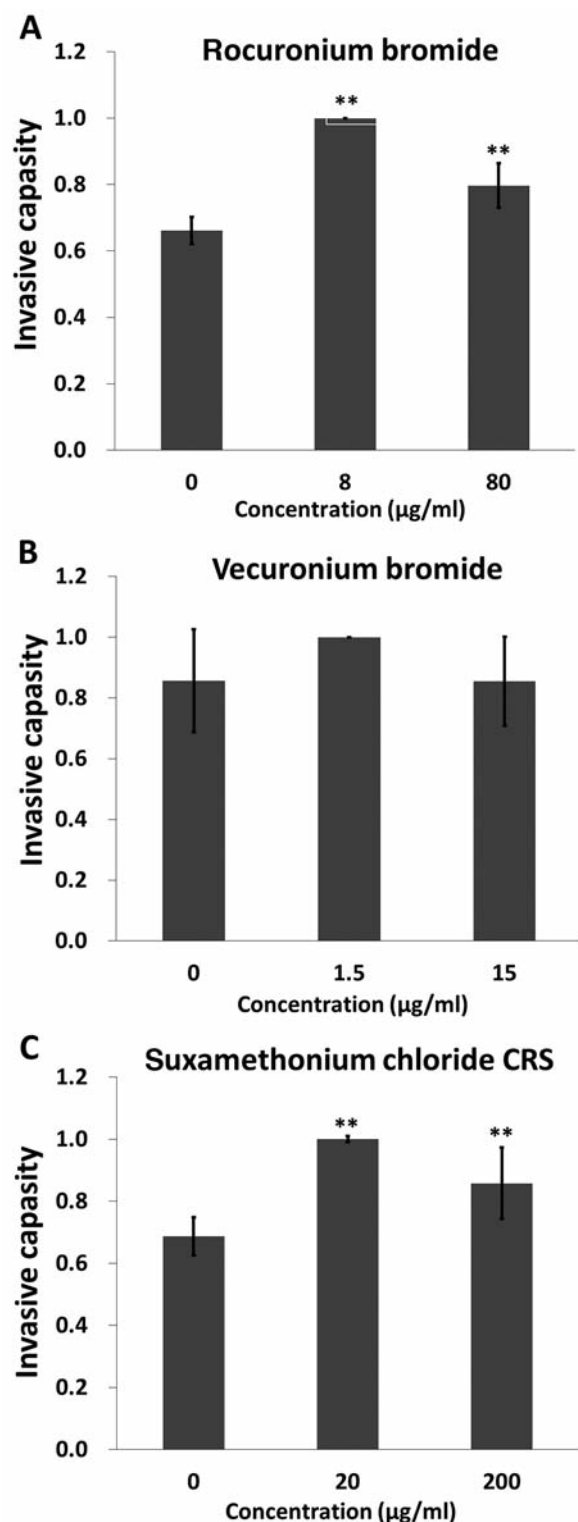 A
Rocuronium bromide
Invasive capasity
1.2
1.0
0.8
0.6
0.4
0.2
0.0
**
**
0 8 80
Concentration (µg/ml)
B
Vecuronium bromide
Invasive capasity
1.2
1.0
0.8
0.6
0.4
0.2
0.0
0 1.5 15
Concentration (µg/ml)
C
Suxamethonium chloride CRS
Invasive capasity
1.2
1.0
0.8
0.6
0.4
0.2
0.0
**
**
0 20 200
Concentration (µg/ml)